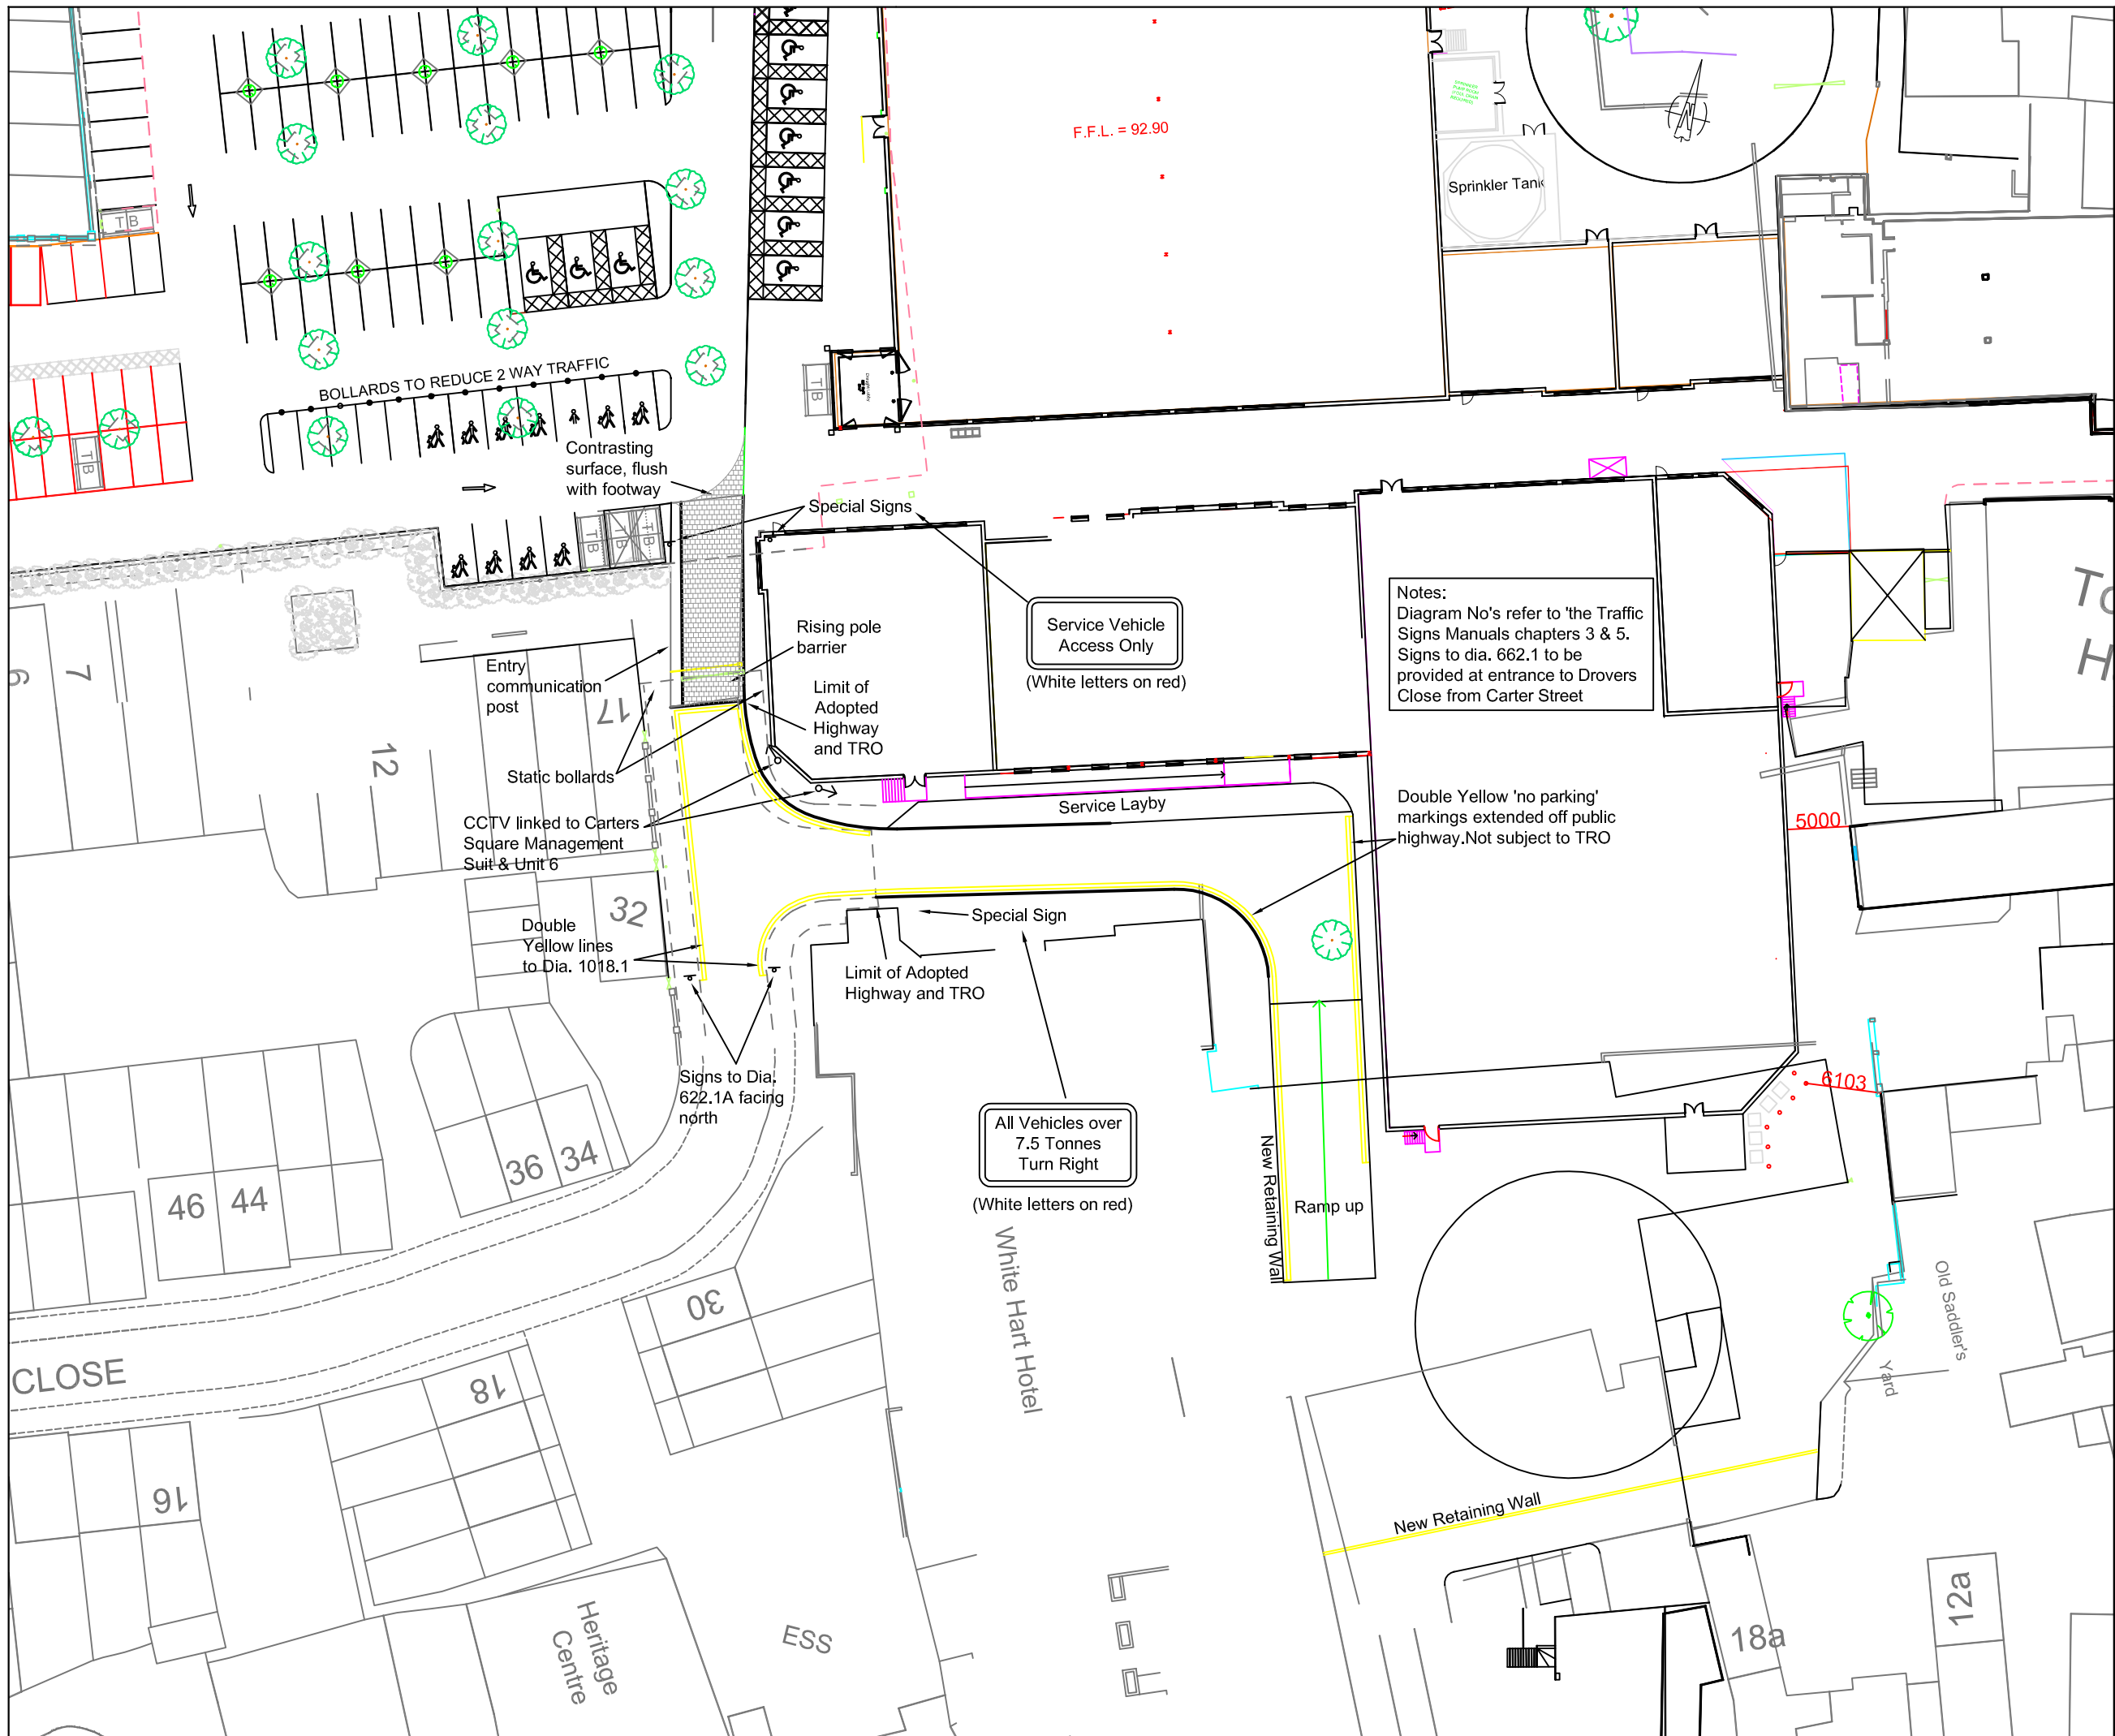 F.F.L. = 92.90
Sprinkler Tank
N
T B
BOLLARDS TO REDUCE 2 WAY TRAFFIC
T B
T B
Contrasting
surface, flush
with footway
Special Signs
T B
T B
T B
Service Vehicle
Access Only
(White letters on red)
Notes:
Diagram No's refer to 'the Traffic
Signs Manuals chapters 3 & 5.
Signs to dia. 662.1 to be
provided at entrance to Drovers
Close from Carter Street
To
H
Rising pole
barrier
Entry
communication
post
Limit of
Adopted
Highway
and TRO
6
7
17
12
Static bollards
CCTV linked to Carters
Square Management
Suit & Unit 6
Service Layby
Double Yellow 'no parking'
markings extended off public
highway.Not subject to TRO
5000
32
Double
Yellow lines
to Dia. 1018.1
Special Sign
Limit of Adopted
Highway and TRO
Signs to Dia.
622.1A facing
north
All Vehicles over
7.5 Tonnes
Turn Right
(White letters on red)
6103
New Retaining Wall
Ramp up
36
34
46
44
White Hart Hotel
30
Old Saddler's
Yard
CLOSE
18
16
New Retaining Wall
Heritage
Centre
ESS
18a
12a